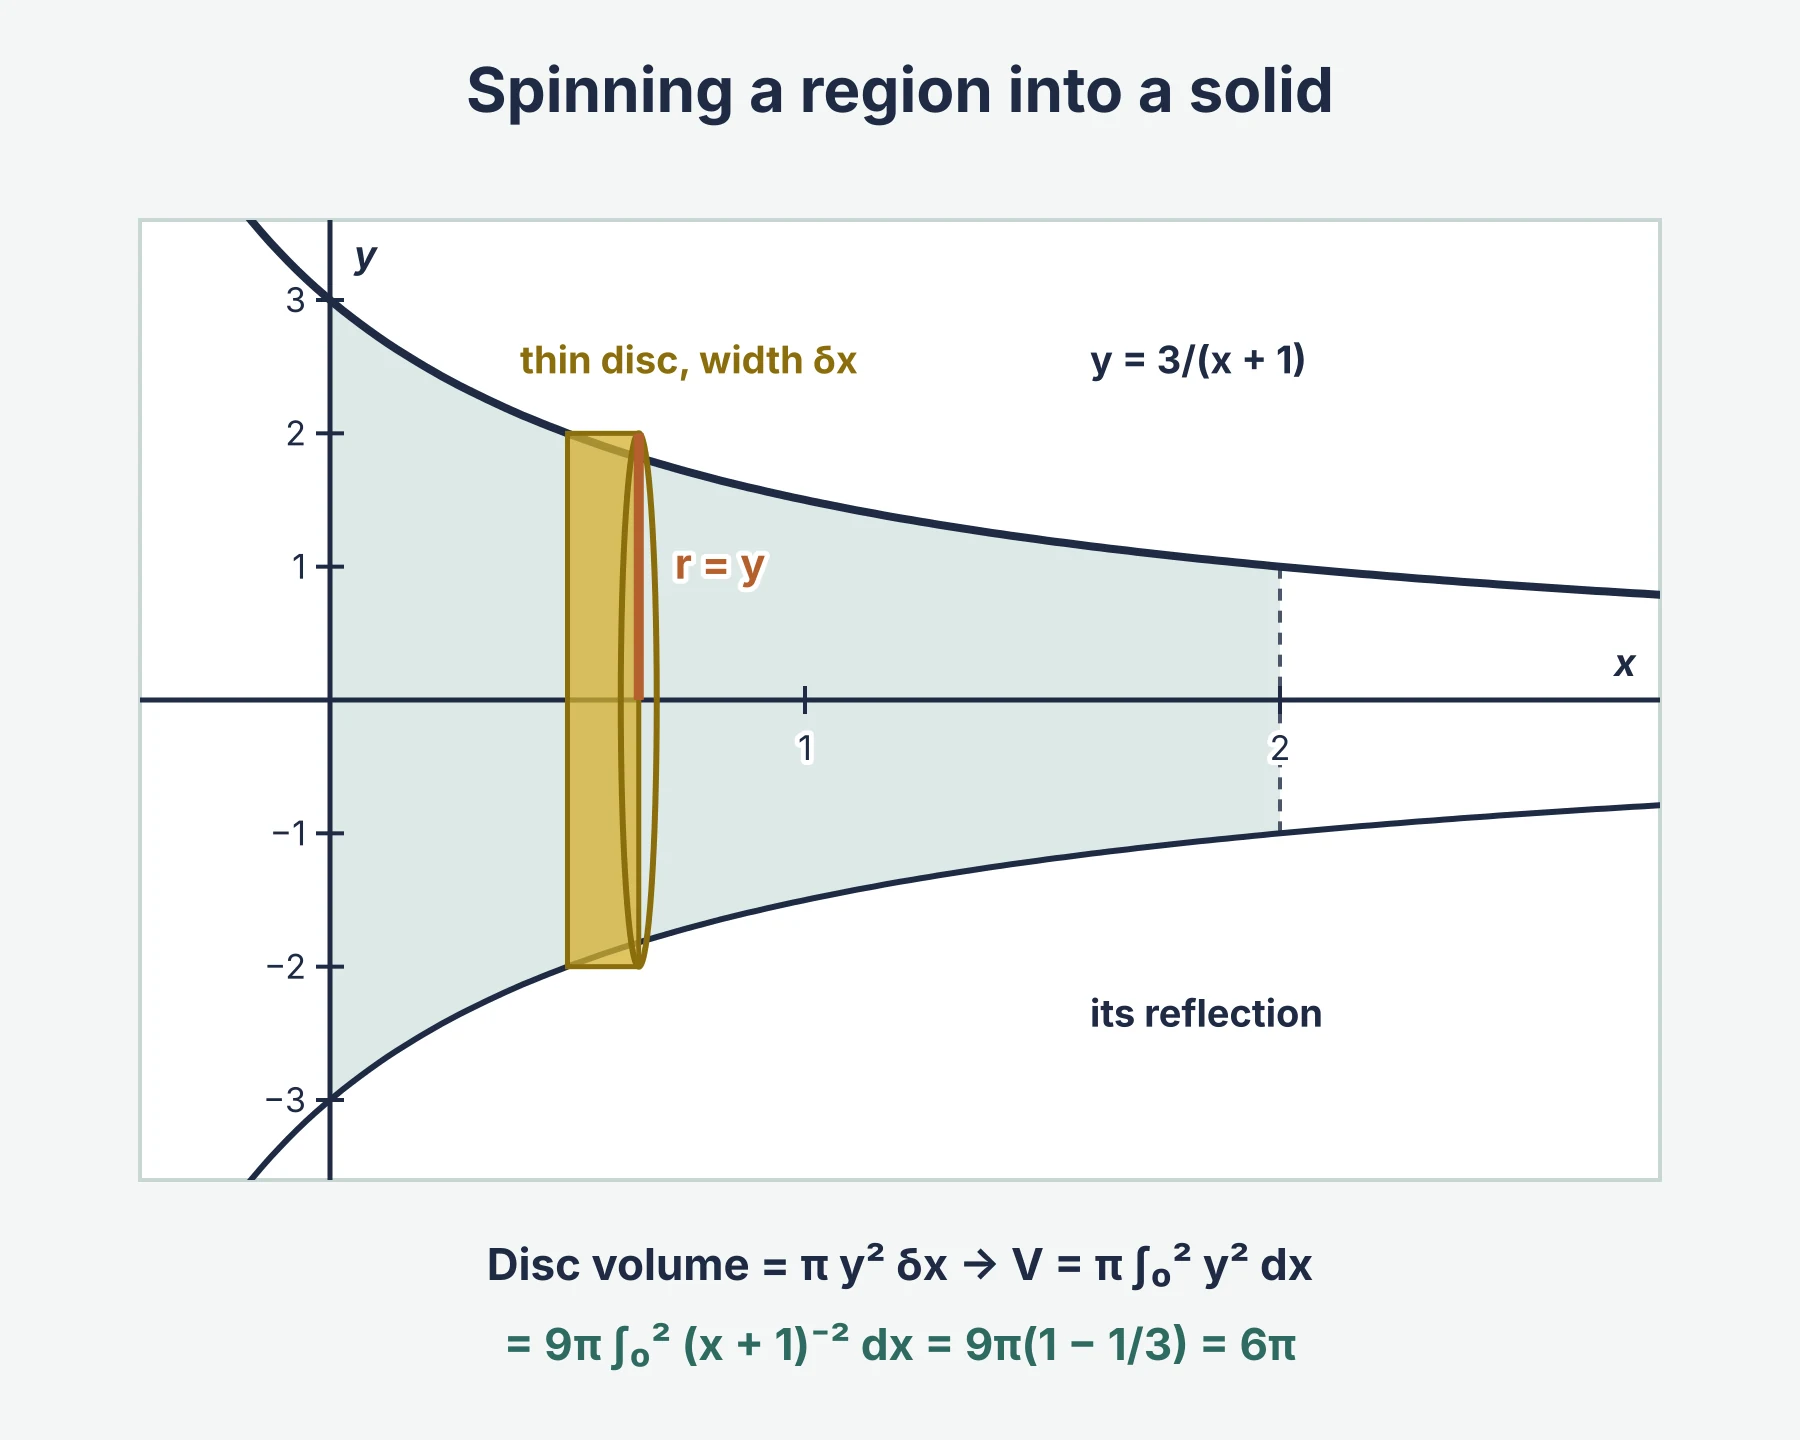 Spinning a region into a solid
y
3
thin disc, width δx
y = 3/(x + 1)
2
r = y
1
x
1
2
−1
−2
its reflection
−3
Disc volume = π y² δx → V = π ∫₀² y² dx
= 9π ∫₀² (x + 1)⁻² dx = 9π(1 − 1/3) = 6π